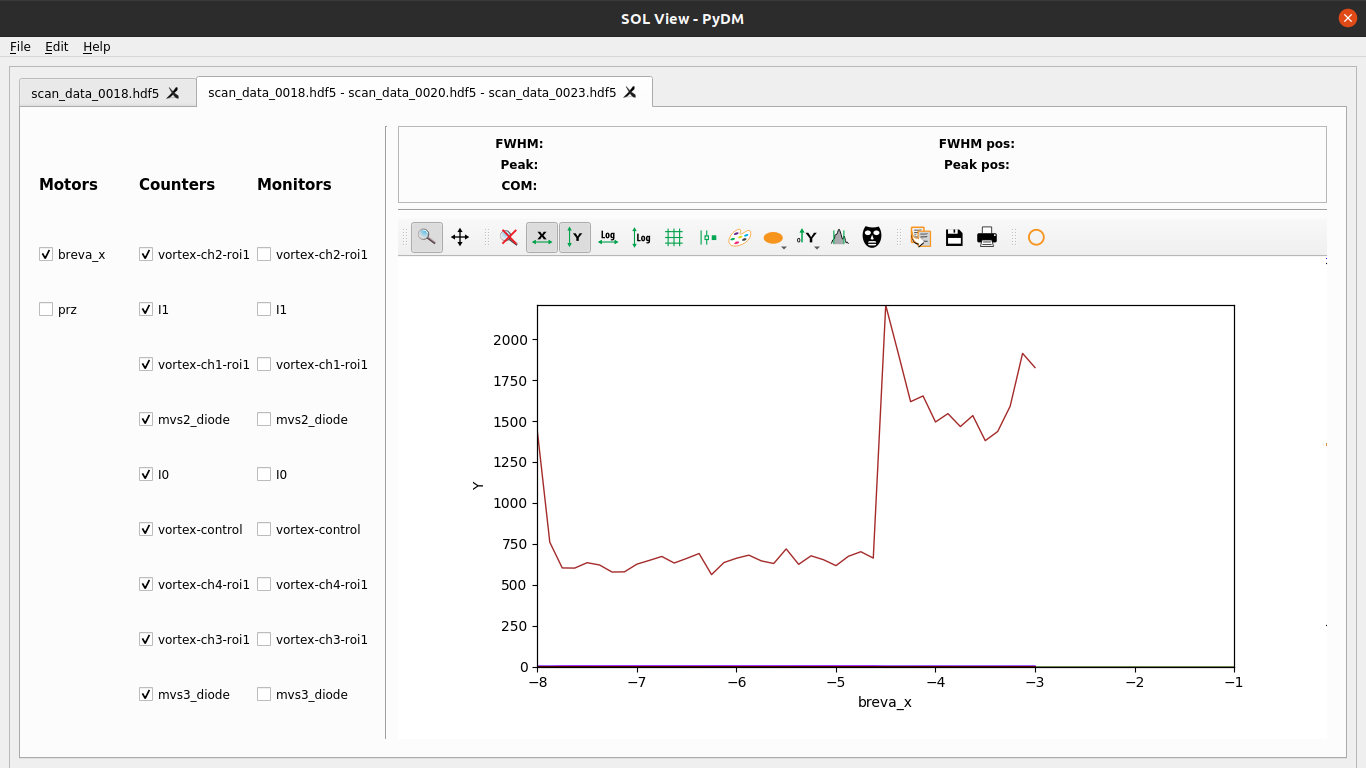 SOL View - PyDM
File Edit Help
scan_data_0018.hdf5
scan_data_0018.hdf5 - scan_data_0020.hdf5 - scan_data_0023.hdf5
Motors Counters Monitors
breva_x vortex-ch2-roi1 vortex-ch2-roi1
prz I1 I1
vortex-ch1-roi1 vortex-ch1-roi1
mvs2_diode mvs2_diode
I0 I0
vortex-control vortex-control
vortex-ch4-roi1 vortex-ch4-roi1
vortex-ch3-roi1 vortex-ch3-roi1
mvs3_diode mvs3_diode
FWHM: FWHM pos:
Peak: Peak pos:
COM:
X Y Log Log Y
2000
1750
1500
1250
1000
750
500
250
0
Y
−8 −7 −6 −5 −4 −3 −2 −1
breva_x